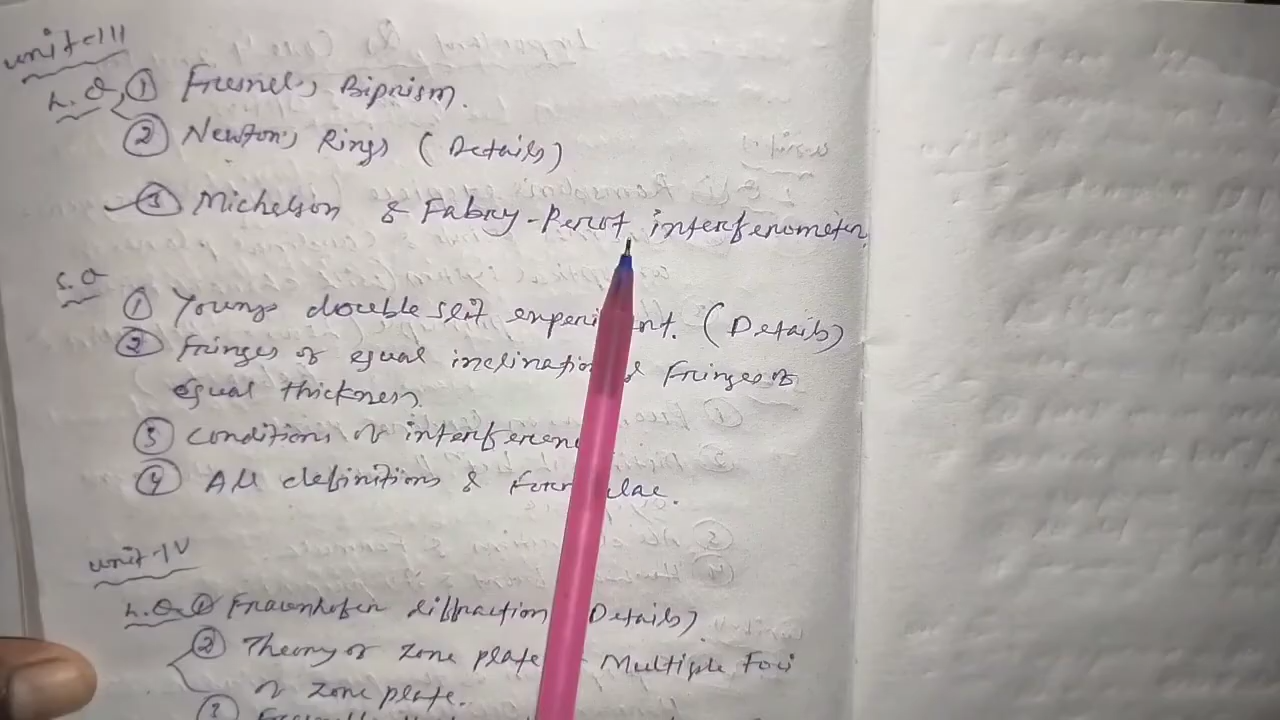 unit-III
L.Q ① Fresnel's Biprism.
② Newton's Rings (Details)
③ Michelson & Fabry-Perot interferometer.
S.Q
① Youngs double slit experiment. (Details)
② Fringes of equal inclination & Fringes of
equal thickness.
③ conditions of interference
④ All definitions & Formulae.
unit-IV
L.Q ① Fraunhofer diffraction (Details)
② Theory of zone plate Multiple Foci
of zone plate.
③